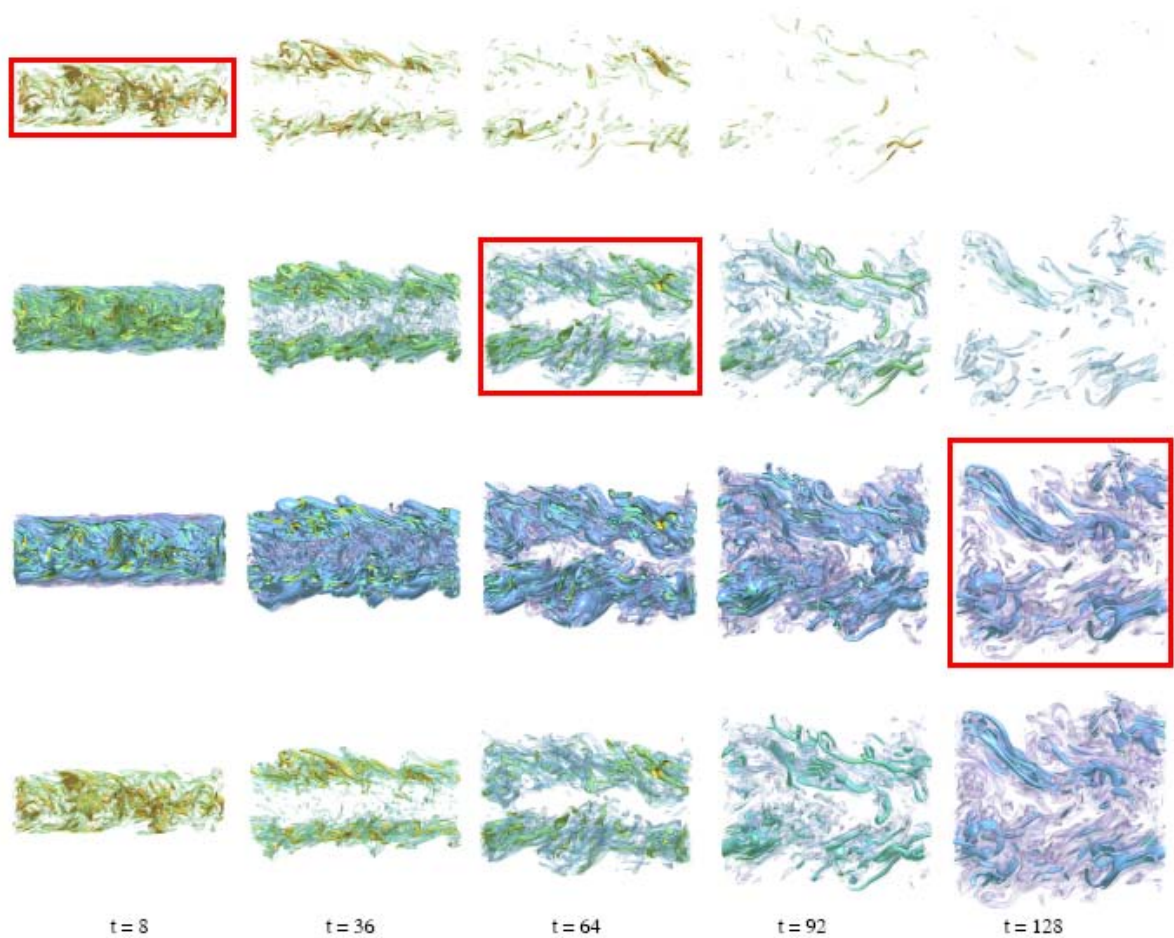 t = 8 t = 36 t = 64 t = 92 t = 128